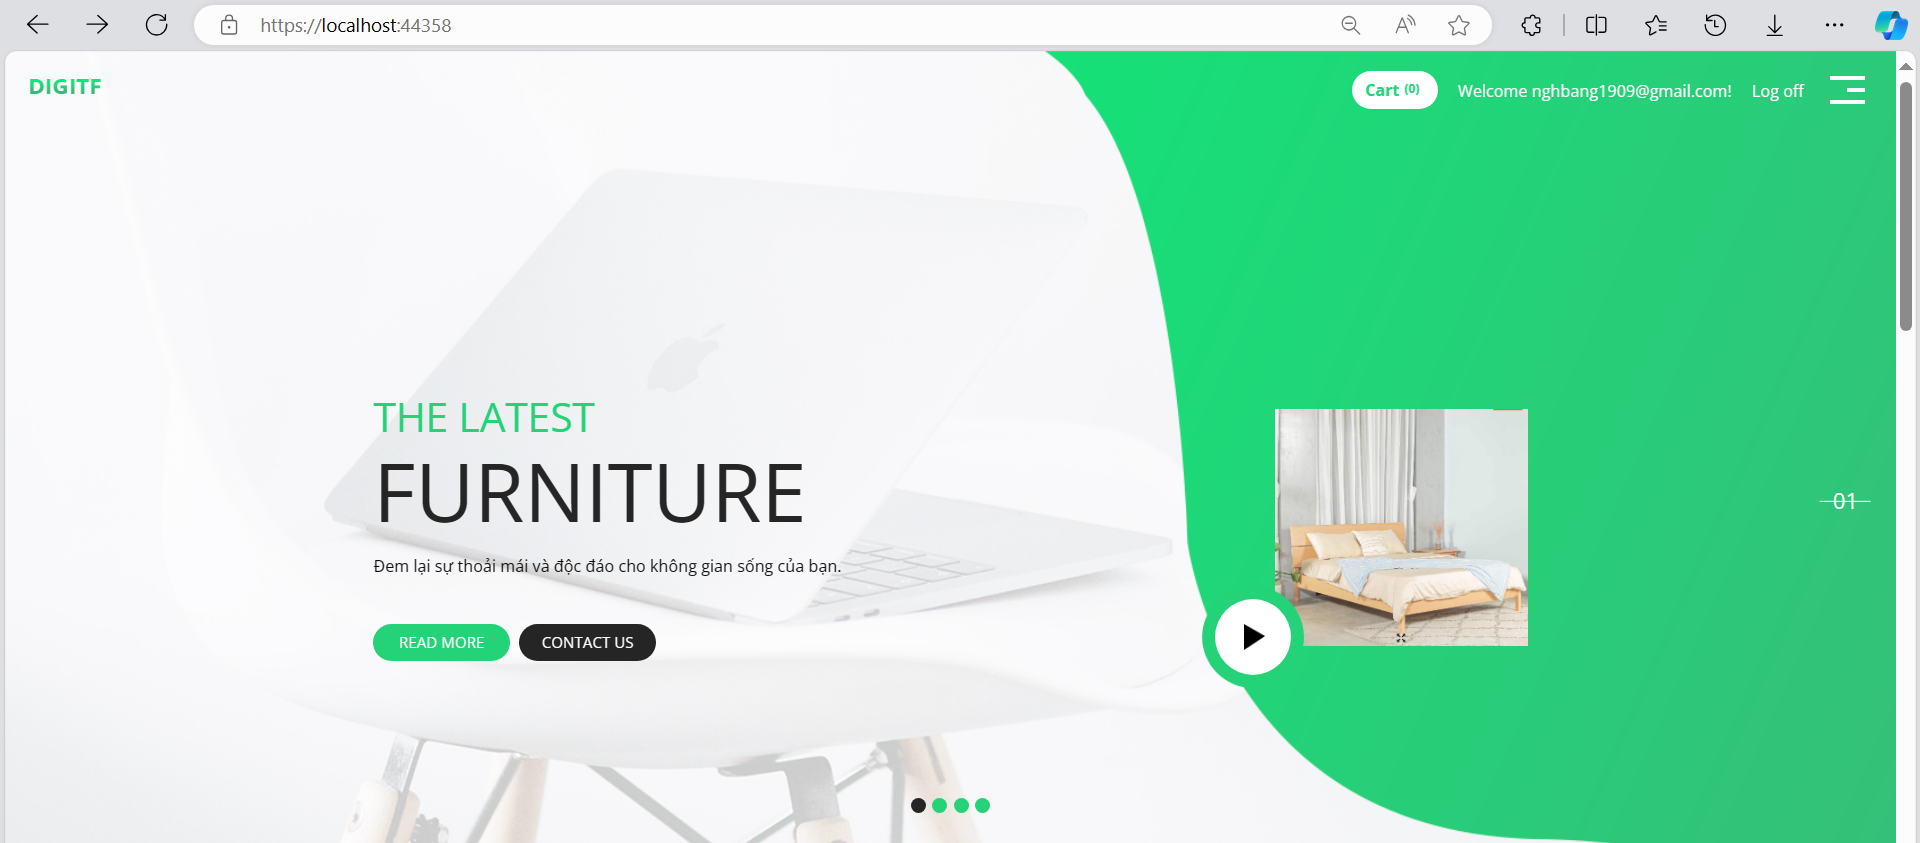 https://localhost:44358
DIGITF
Cart (0)
Welcome nghbang1909@gmail.com!
Log off
THE LATEST
FURNITURE
Đem lại sự thoải mái và độc đáo cho không gian sống của bạn.
READ MORE
CONTACT US
01